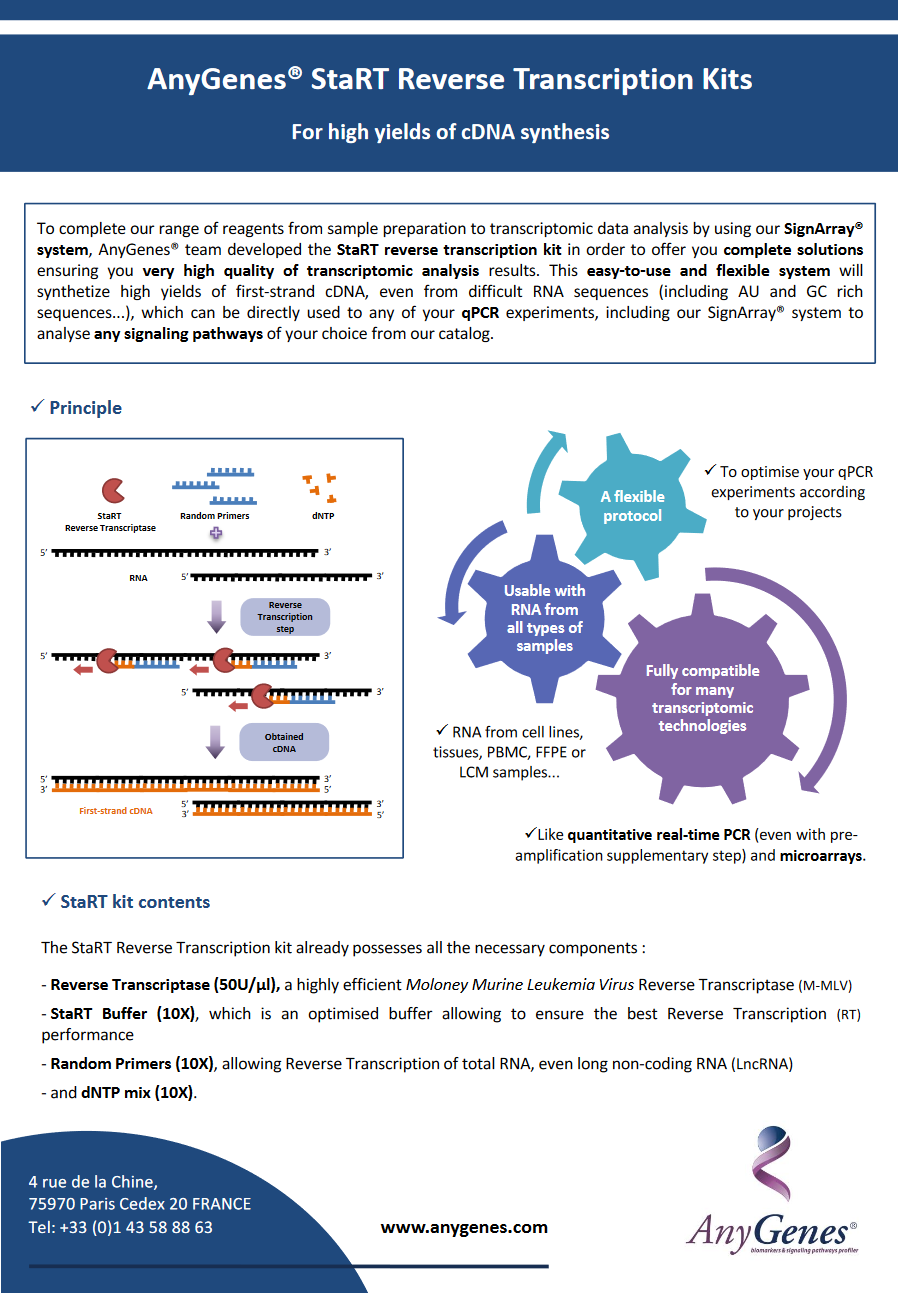 AnyGenes® StaRT Reverse Transcription Kits
For high yields of cDNA synthesis
To complete our range of reagents from sample preparation to transcriptomic data analysis by using our SignArray®
system, AnyGenes® team developed the StaRT reverse transcription kit in order to offer you complete solutions
ensuring you very high quality of transcriptomic analysis results. This easy-to-use and flexible system will
synthetize high yields of first-strand cDNA, even from difficult RNA sequences (including AU and GC rich
sequences...), which can be directly used to any of your qPCR experiments, including our SignArray® system to
analyse any signaling pathways of your choice from our catalog.
✓ Principle
StaRT
Reverse Transcriptase
Random Primers
dNTP
5’ 3’
RNA
5’ 3’
Reverse
Transcription
step
5’ 3’
5’ 3’
Obtained
cDNA
5’ 3’
3’ 5’
First-strand cDNA
5’ 3’
3’ 5’
A flexible
protocol
✓ To optimise your qPCR
experiments according
to your projects
Usable with
RNA from
all types of
samples
Fully compatible
for many
transcriptomic
technologies
✓ RNA from cell lines,
tissues, PBMC, FFPE or
LCM samples...
✓Like quantitative real-time PCR (even with pre-
amplification supplementary step) and microarrays.
✓ StaRT kit contents
The StaRT Reverse Transcription kit already possesses all the necessary components :
- Reverse Transcriptase (50U/µl), a highly efficient Moloney Murine Leukemia Virus Reverse Transcriptase (M-MLV)
- StaRT Buffer (10X), which is an optimised buffer allowing to ensure the best Reverse Transcription (RT)
performance
- Random Primers (10X), allowing Reverse Transcription of total RNA, even long non-coding RNA (LncRNA)
- and dNTP mix (10X).
4 rue de la Chine,
75970 Paris Cedex 20 FRANCE
Tel: +33 (0)1 43 58 88 63
www.anygenes.com
AnyGenes®
biomarkers & signaling pathways profiler